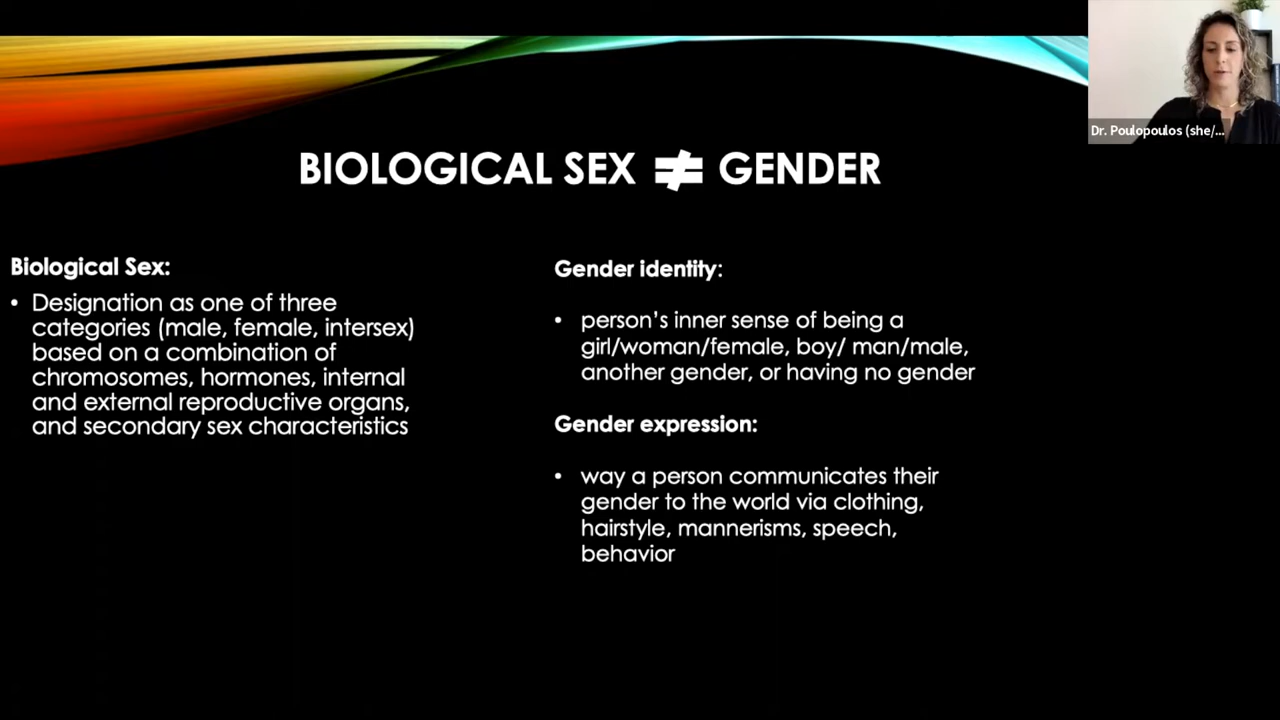 BIOLOGICAL SEX ≠ GENDER
Biological Sex:
• Designation as one of three
categories (male, female, intersex)
based on a combination of
chromosomes, hormones, internal
and external reproductive organs,
and secondary sex characteristics
Gender identity:
• person's inner sense of being a
girl/woman/female, boy/ man/male,
another gender, or having no gender
Gender expression:
• way a person communicates their
gender to the world via clothing,
hairstyle, mannerisms, speech,
behavior
Dr. Poulopoulos (she/...